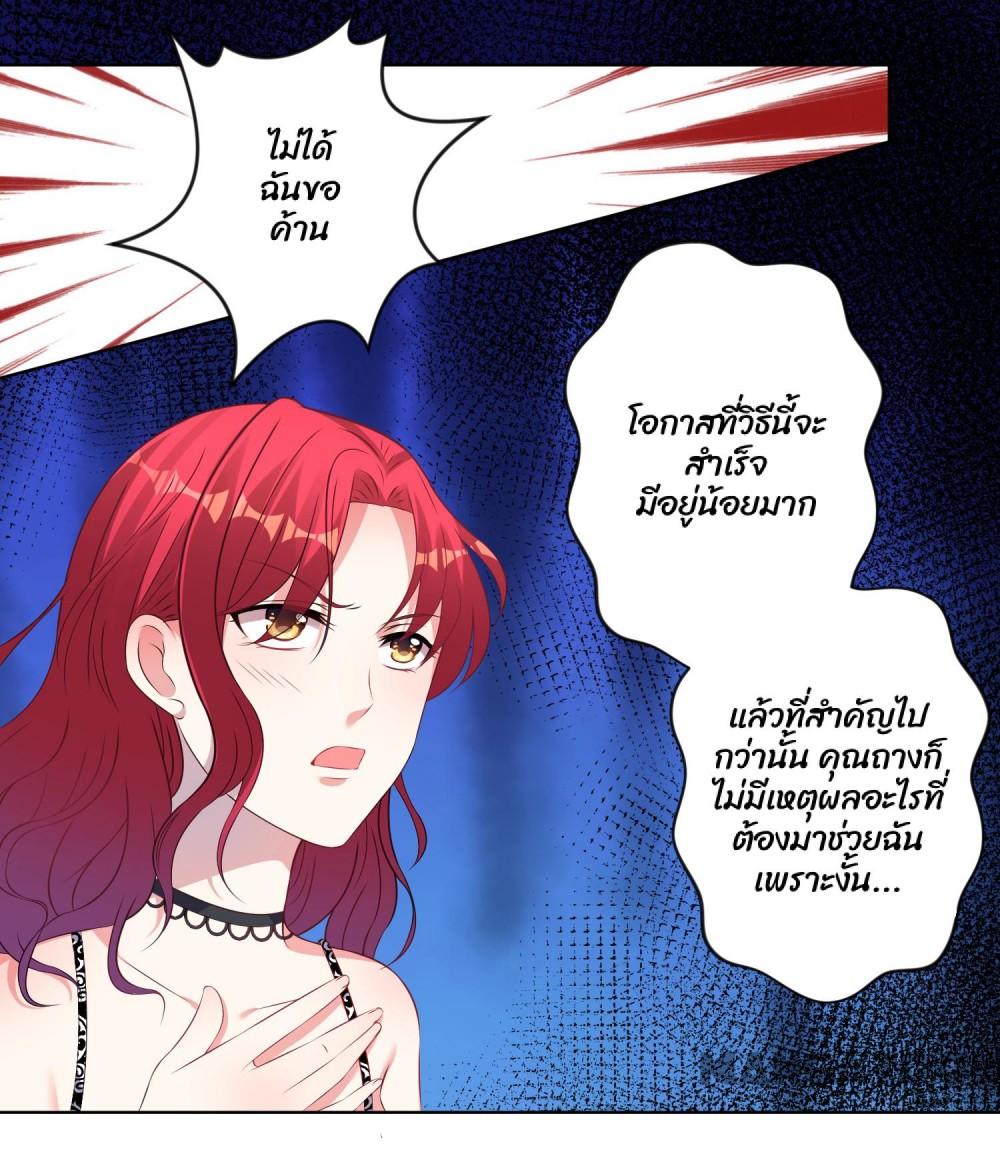 ไม่ได้
ฉันขอ
ค้าน
โอกาสที่วิธีนี้จะ
สำเร็จ
มีอยู่น้อยมาก
แล้วที่สำคัญไป
กว่านั้น คุณถางก็
ไม่มีเหตุผลอะไรที่
ต้องมาช่วยฉัน
เพราะงั้น...